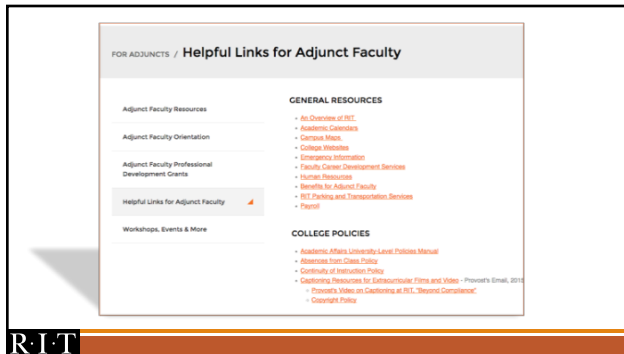 FOR ADJUNCTS / Helpful Links for Adjunct Faculty
Adjunct Faculty Resources
Adjunct Faculty Orientation
Adjunct Faculty Professional
Development Grants
Helpful Links for Adjunct Faculty
Workshops, Events & More
GENERAL RESOURCES
An Overview of RIT
Academic Calendars
Campus Maps
College Websites
Emergency Information
Faculty Career Development Services
Human Resources
Benefits for Adjunct Faculty
RIT Parking and Transportation Services
Payroll
COLLEGE POLICIES
Academic Affairs University-Level Policies Manual
Absences from Class Policy
Continuity of Instruction Policy
Captioning Resources for Extracurricular Films and Video - Provost's Email, 2015
Provost's Video on Captioning at RIT, "Beyond Compliance"
Copyright Policy
R·I·T